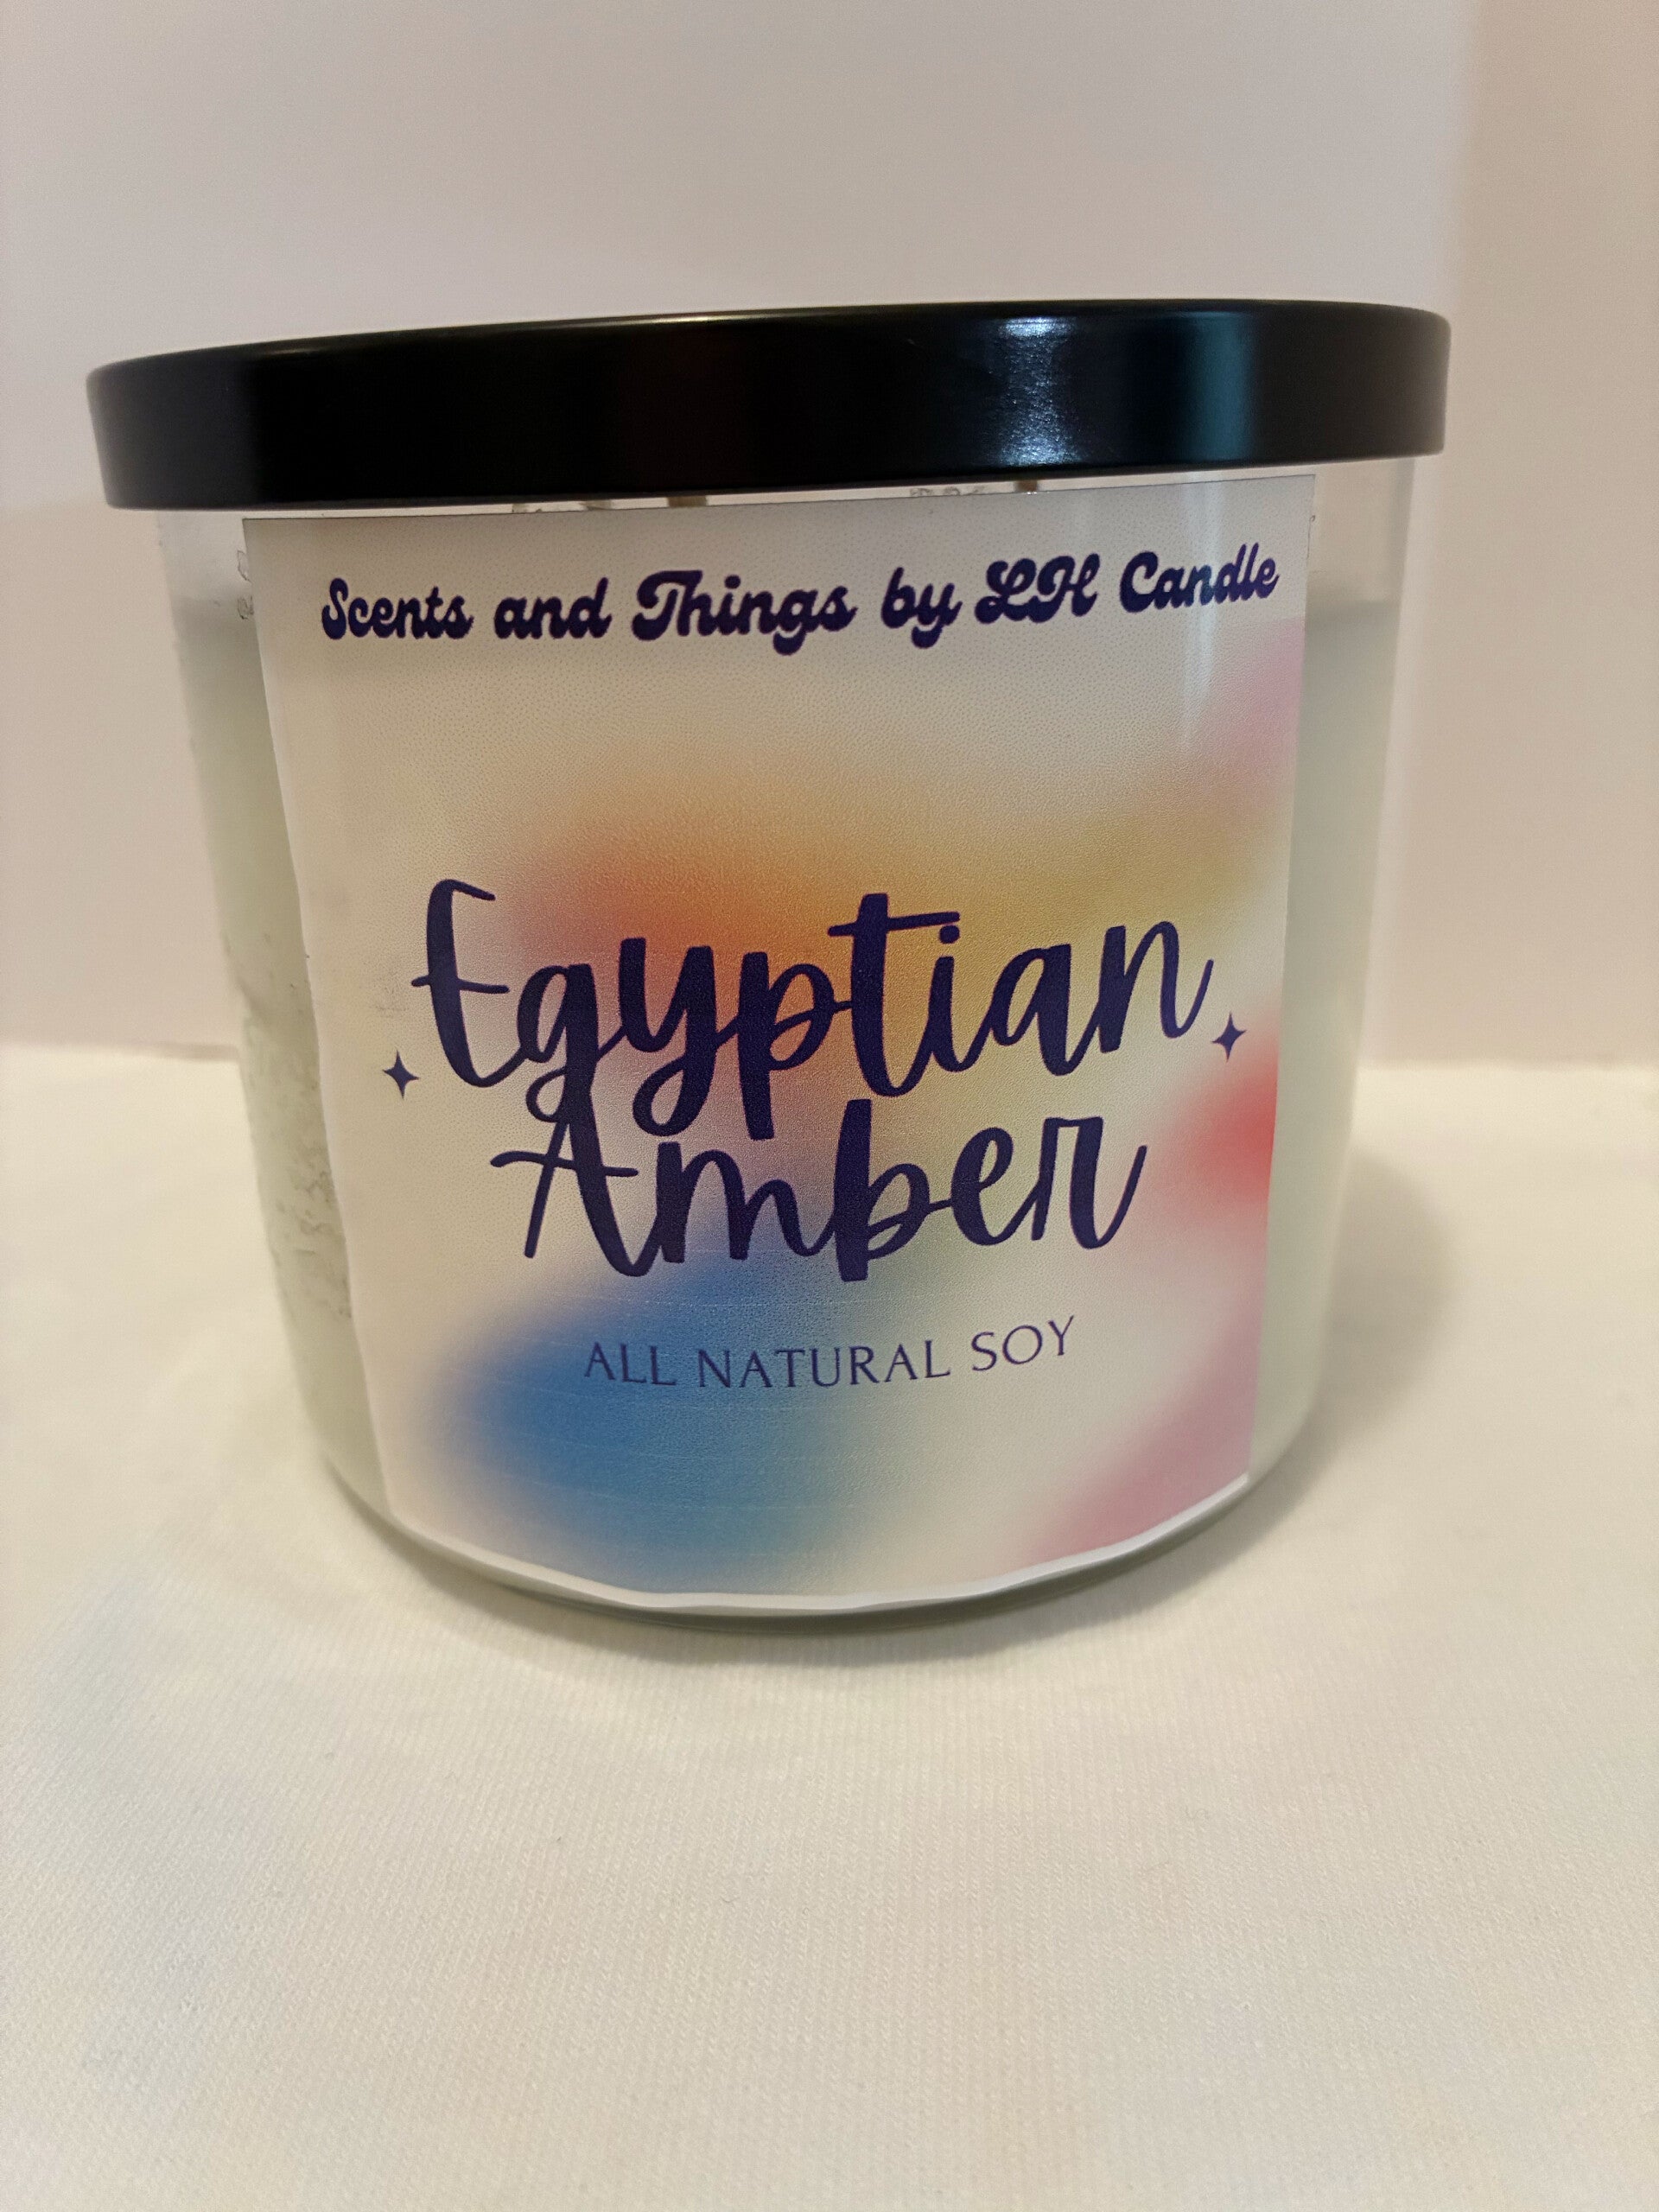 Scents and Things by LH Candle
Egyptian
Amber
ALL NATURAL SOY